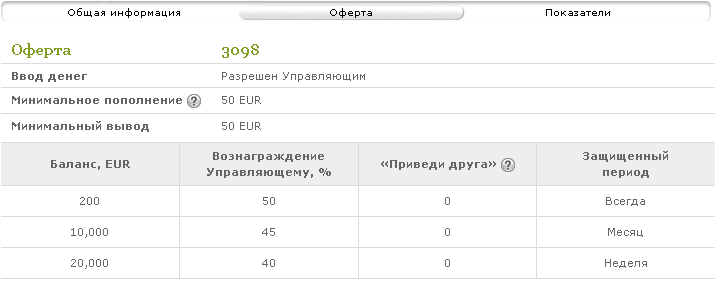 Общая информация Оферта Показатели
Оферта 3098
Ввод денег Разрешен Управляющим
Минимальное пополнение ? 50 EUR
Минимальный вывод 50 EUR
Баланс, EUR Вознаграждение Управляющему, % «Приведи друга» ? Защищенный период
200 50 0 Всегда
10,000 45 0 Месяц
20,000 40 0 Неделя